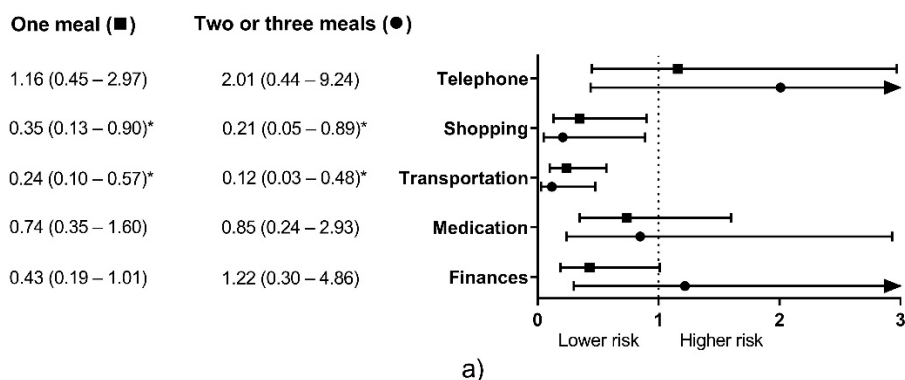 One meal (■) Two or three meals (●)
1.16 (0.45 – 2.97) 2.01 (0.44 – 9.24) Telephone
0.35 (0.13 – 0.90)* 0.21 (0.05 – 0.89)* Shopping
0.24 (0.10 – 0.57)* 0.12 (0.03 – 0.48)* Transportation
0.74 (0.35 – 1.60) 0.85 (0.24 – 2.93) Medication
0.43 (0.19 – 1.01) 1.22 (0.30 – 4.86) Finances
0 1 2 3
Lower risk Higher risk
a)